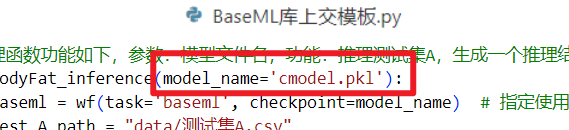 BaseML库上交模板.py
理函数功能如下，参数：模型文件名，功能：推理测试集A，生成一个推理结
odyFat_inference(model_name='cmodel.pkl'):
aseml = wf(task='baseml', checkpoint=model_name)  # 指定使用
est_A_path = "data/测试集A.csv"